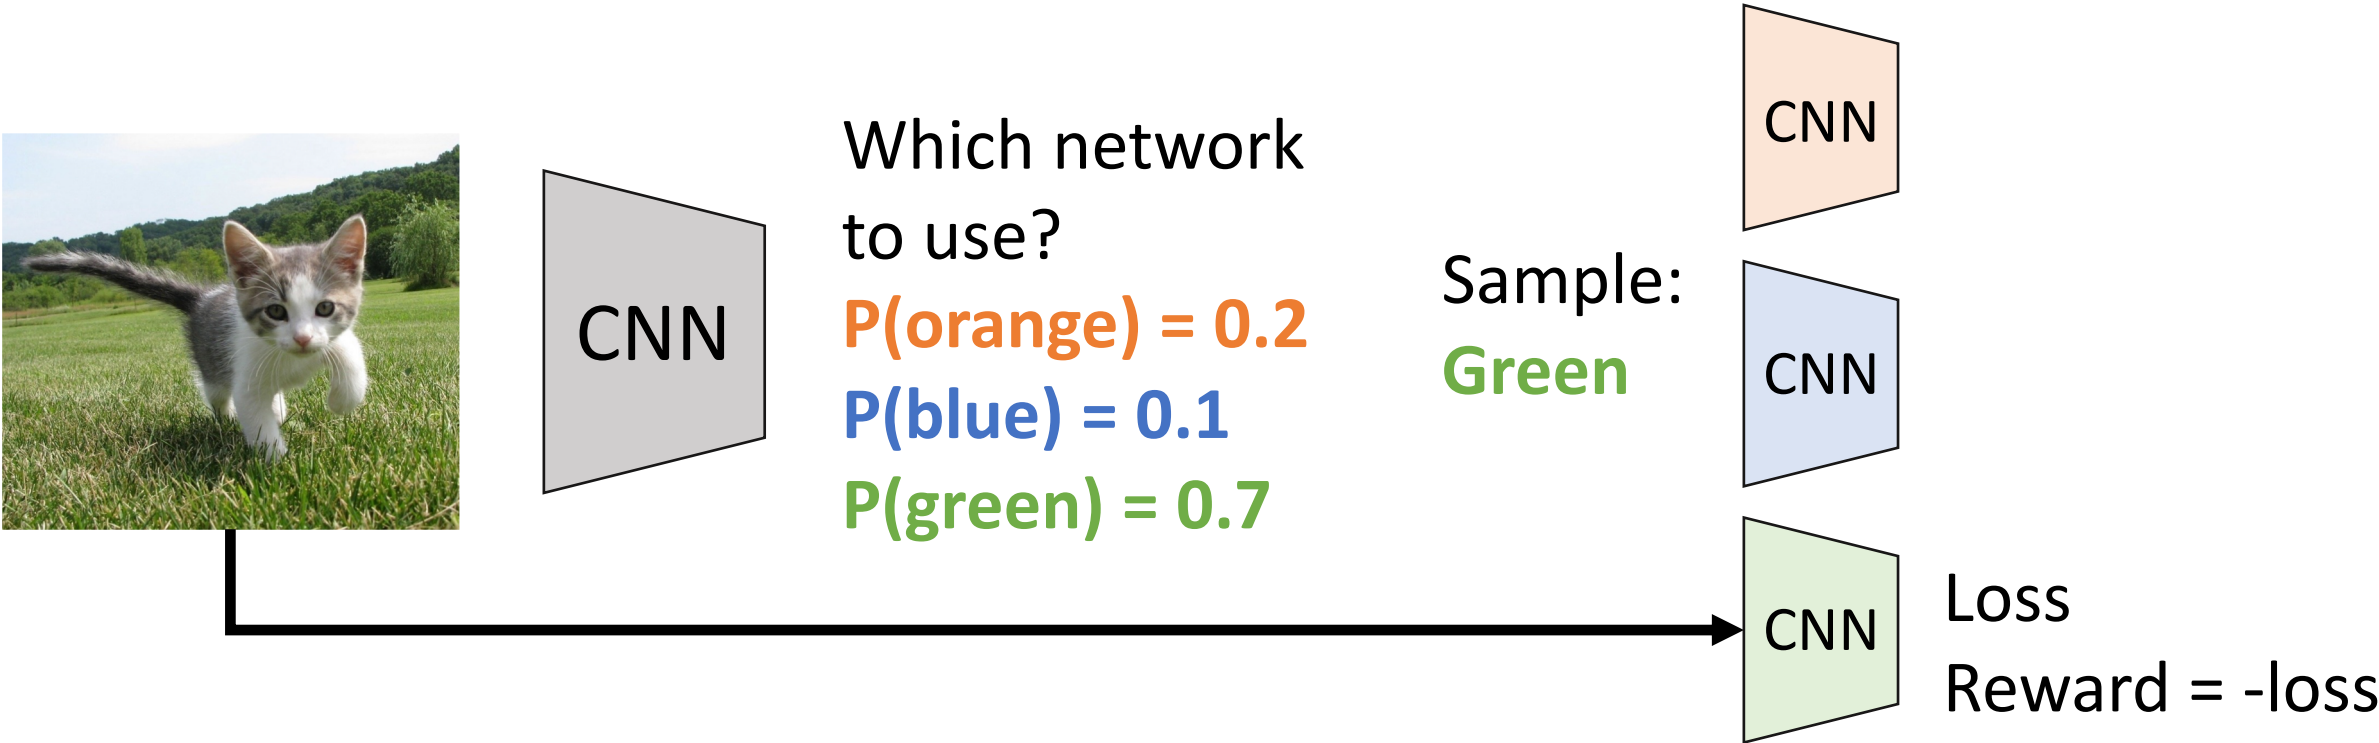 CNN
Which network
to use?
P(orange) = 0.2
P(blue) = 0.1
P(green) = 0.7
Sample:
Green
CNN
CNN
CNN
Loss
Reward = -loss